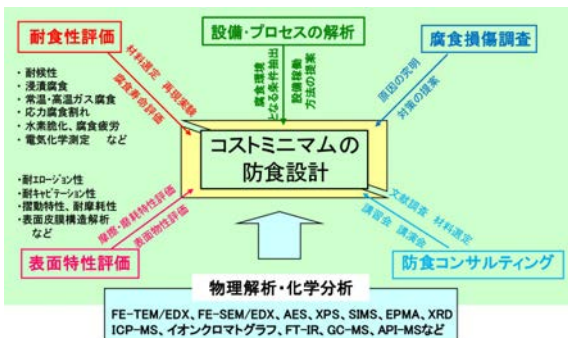 耐食性評価
設備・プロセスの解析
腐食損傷調査
・ 耐候性
・ 浸漬腐食
・ 常温・高温ガス腐食
・ 応力腐食割れ
・ 水素脆化、腐食疲労
・ 電気化学測定　など
材料選定　再現実験
腐食寿命評価
腐食環境
となる条件抽出
設備稼働
方法の提案
原因の究明
対策の提案
コストミニマムの
防食設計
・耐エロージョン性
・耐キャビテーション性
・摺動特性、耐摩耗性
・表面皮膜構造解析
など
摩擦・磨耗特性評価
表面物性評価
文献調査　材料選定
講習会　講演会
表面特性評価
防食コンサルティング
物理解析・化学分析
FE-TEM/EDX、FE-SEM/EDX、AES、XPS、SIMS、EPMA、XRD
ICP-MS、イオンクロマトグラフ、FT-IR、GC-MS、API-MSなど